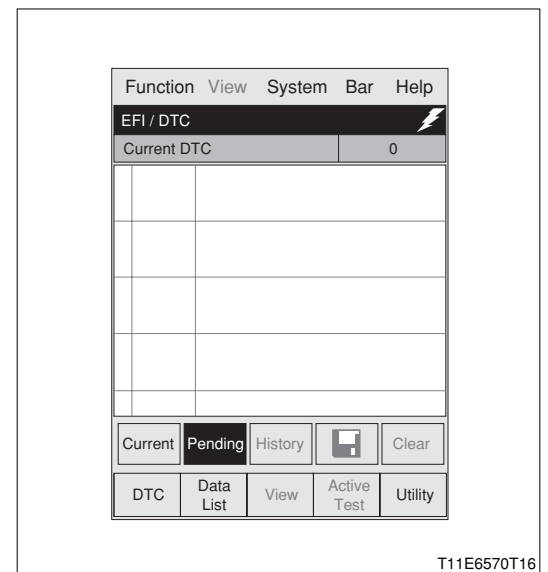 Function View System Bar Help
EFI / DTC
Current DTC 0
Current Pending History Clear
DTC Data List View Active Test Utility
T11E6570T16